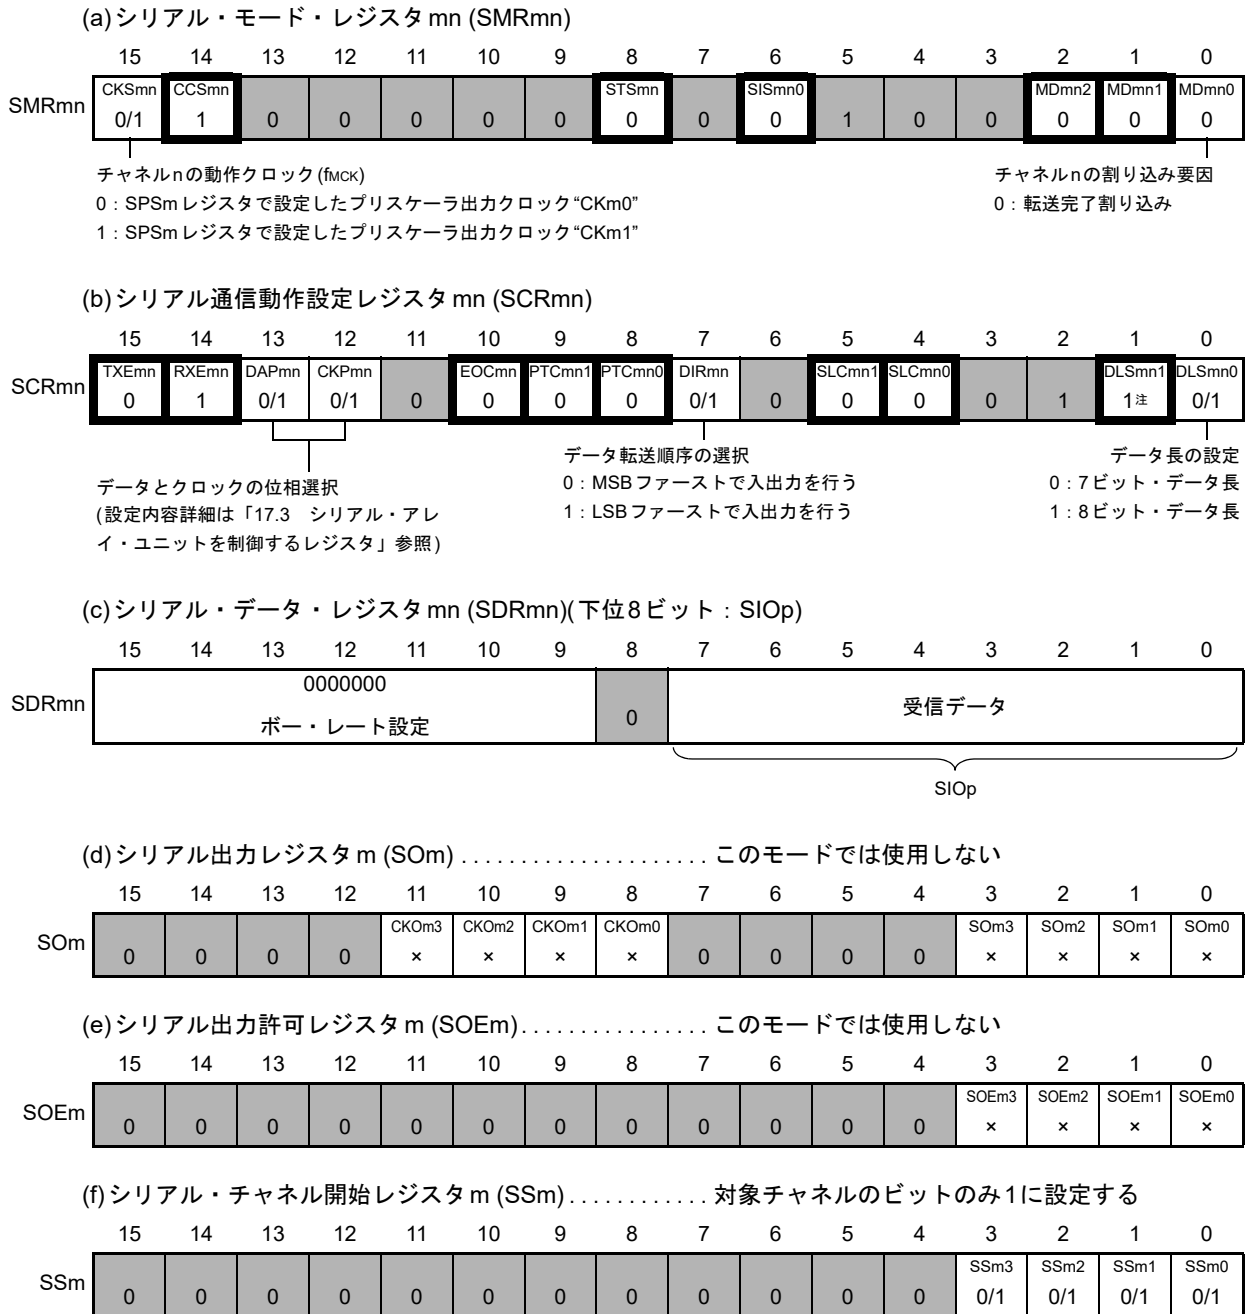 (a)シリアル・モード・レジスタmn (SMRmn)
15 14 13 12 11 10 9 8 7 6 5 4 3 2 1 0
SMRmn
CKSmn CCSmn STSmn SISmn0 MDmn2 MDmn1 MDmn0
0/1 1 0 0 0 0 0 0 0 0 1 0 0 0 0 0
チャネルnの動作クロック(fMCK)
0：SPSmレジスタで設定したプリスケーラ出力クロック“CKm0”
1：SPSmレジスタで設定したプリスケーラ出力クロック“CKm1”
チャネルnの割り込み要因
0：転送完了割り込み
(b)シリアル通信動作設定レジスタmn (SCRmn)
15 14 13 12 11 10 9 8 7 6 5 4 3 2 1 0
SCRmn
TXEmn RXEmn DAPmn CKPmn EOCmn PTCmn1 PTCmn0 DIRmn SLCmn1 SLCmn0 DLSmn1 DLSmn0
0 1 0/1 0/1 0 0 0 0 0/1 0 0 0 0 1 1注 0/1
データとクロックの位相選択
(設定内容詳細は「17.3　シリアル・アレ
イ・ユニットを制御するレジスタ」参照)
データ転送順序の選択
0：MSBファーストで入出力を行う
1：LSBファーストで入出力を行う
データ長の設定
0：7ビット・データ長
1：8ビット・データ長
(c)シリアル・データ・レジスタmn (SDRmn)(下位8ビット：SIOp)
15 14 13 12 11 10 9 8 7 6 5 4 3 2 1 0
SDRmn
0000000
ボー・レート設定
0
受信データ
SIOp
(d)シリアル出力レジスタm (SOm) . . . . . . . . . . . . . . . . . . . . . このモードでは使用しない
15 14 13 12 11 10 9 8 7 6 5 4 3 2 1 0
SOm
CKOm3 CKOm2 CKOm1 CKOm0 SOm3 SOm2 SOm1 SOm0
0 0 0 0 × × × × 0 0 0 0 × × × ×
(e)シリアル出力許可レジスタm (SOEm). . . . . . . . . . . . . . . . このモードでは使用しない
15 14 13 12 11 10 9 8 7 6 5 4 3 2 1 0
SOEm
SOEm3 SOEm2 SOEm1 SOEm0
0 0 0 0 0 0 0 0 0 0 0 0 × × × ×
(f)シリアル・チャネル開始レジスタm (SSm). . . . . . . . . . . . 対象チャネルのビットのみ1に設定する
15 14 13 12 11 10 9 8 7 6 5 4 3 2 1 0
SSm
SSm3 SSm2 SSm1 SSm0
0 0 0 0 0 0 0 0 0 0 0 0 0/1 0/1 0/1 0/1